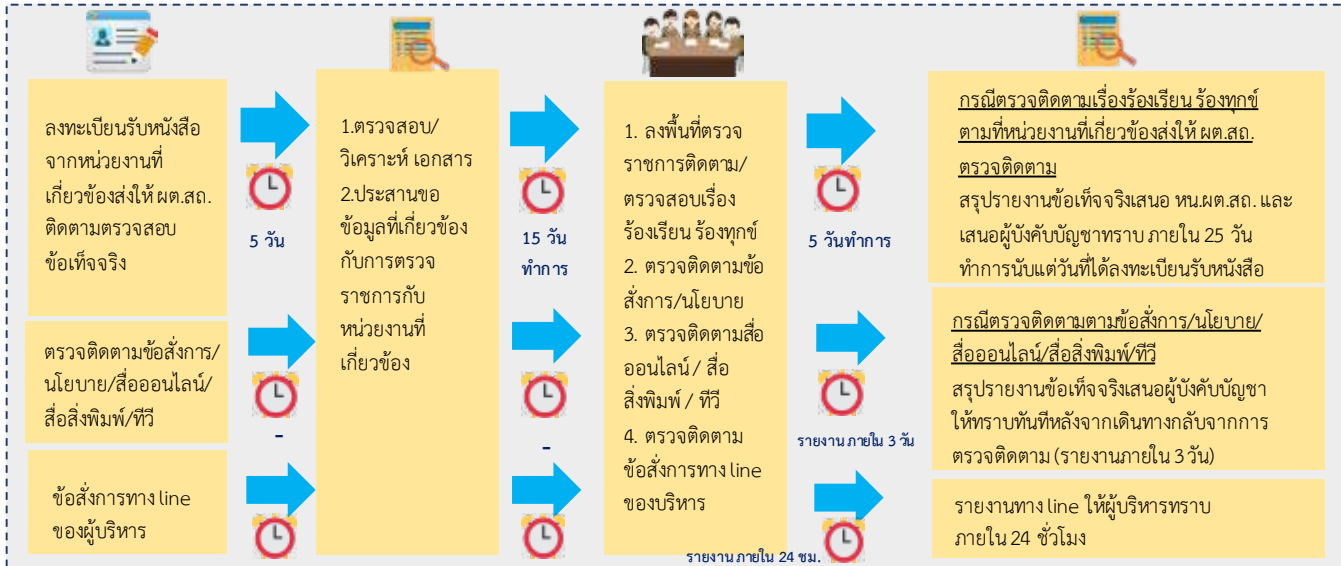 ลงทะเบียนรับหนังสือ
จากหน่วยงานที่
เกี่ยวข้องส่งให้ ผต.สถ.
ติดตามตรวจสอบ
ข้อเท็จจริง
5 วัน
1.ตรวจสอบ/
วิเคราะห์ เอกสาร
2.ประสานขอ
ข้อมูลที่เกี่ยวข้อง
กับการตรวจ
ราชการกับ
หน่วยงานที่
เกี่ยวข้อง
15 วัน
ทำการ
1. ลงพื้นที่ตรวจ
ราชการติดตาม/
ตรวจสอบเรื่อง
ร้องเรียน ร้องทุกข์
2. ตรวจติดตามข้อ
สั่งการ/นโยบาย
3. ตรวจติดตามสื่อ
ออนไลน์ / สื่อ
สิ่งพิมพ์ / ทีวี
4. ตรวจติดตาม
ข้อสั่งการทาง line
ของบริหาร
5 วันทำการ
กรณีตรวจติดตามเรื่องร้องเรียน ร้องทุกข์
ตามที่หน่วยงานที่เกี่ยวข้องส่งให้ ผต.สถ.
ตรวจติดตาม
สรุปรายงานข้อเท็จจริงเสนอ หน.ผต.สถ. และ
เสนอผู้บังคับบัญชาทราบ ภายใน 25 วัน
ทำการนับแต่วันที่ได้ลงทะเบียนรับหนังสือ
ตรวจติดตามข้อสั่งการ/
นโยบาย/สื่อออนไลน์/
สื่อสิ่งพิมพ์/ทีวี
-
-
รายงาน ภายใน 3 วัน
กรณีตรวจติดตามตามข้อสั่งการ/นโยบาย/
สื่อออนไลน์/สื่อสิ่งพิมพ์/ทีวี
สรุปรายงานข้อเท็จจริงเสนอผู้บังคับบัญชา
ให้ทราบทันทีหลังจากเดินทางกลับจากการ
ตรวจติดตาม (รายงานภายใน 3 วัน)
ข้อสั่งการทาง line
ของผู้บริหาร
รายงาน ภายใน 24 ชม.
รายงานทาง line ให้ผู้บริหารทราบ
ภายใน 24 ชั่วโมง